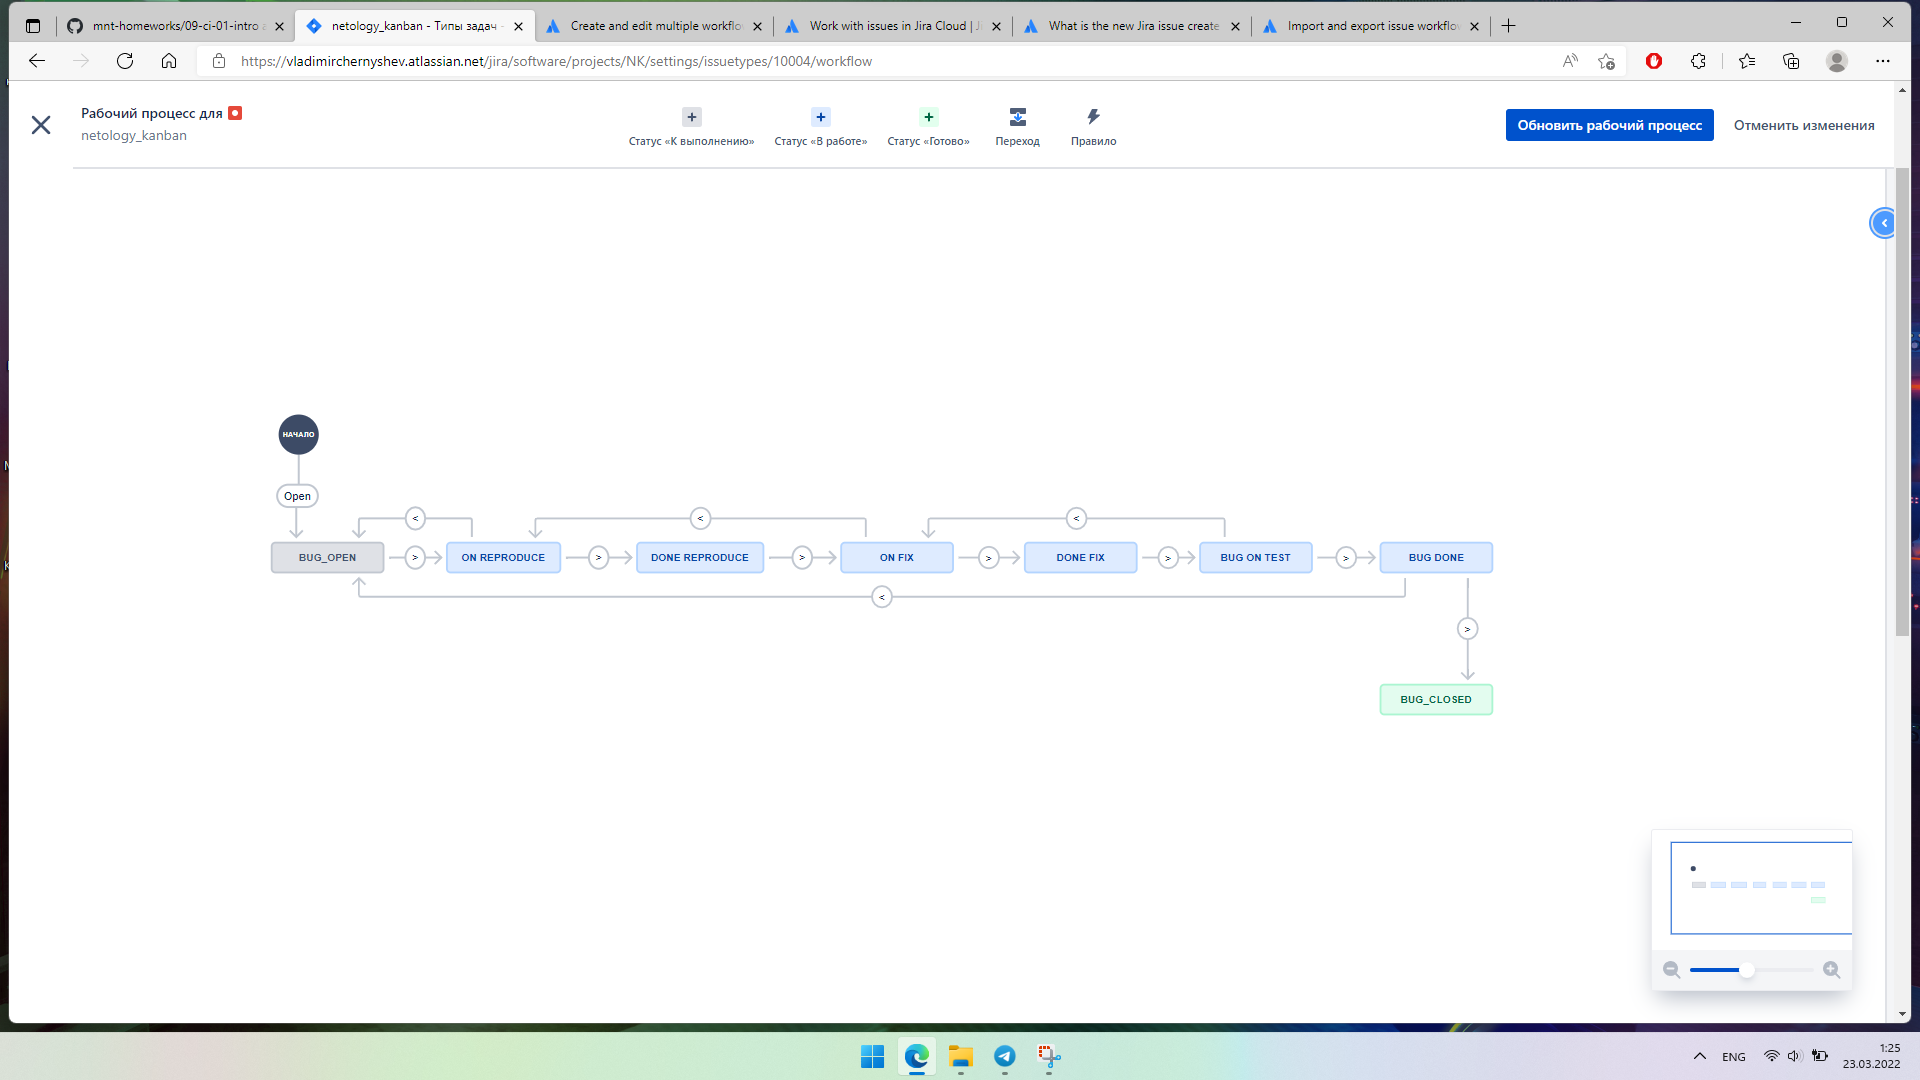 mnt-homeworks/09-ci-01-intro a
netology_kanban - Типы задач -
Create and edit multiple workflo
Work with issues in Jira Cloud | Ji
What is the new Jira issue create
Import and export issue workflo
https://vladimirchernyshev.atlassian.net/jira/software/projects/NK/settings/issuetypes/10004/workflow
Рабочий процесс для
netology_kanban
Статус «К выполнению»
Статус «В работе»
Статус «Готово»
Переход
Правило
Обновить рабочий процесс
Отменить изменения
НАЧАЛО
Open
< < <
BUG_OPEN > ON REPRODUCE > DONE REPRODUCE > ON FIX > DONE FIX > BUG ON TEST > BUG DONE
<
>
BUG_CLOSED
ENG
1:25
23.03.2022